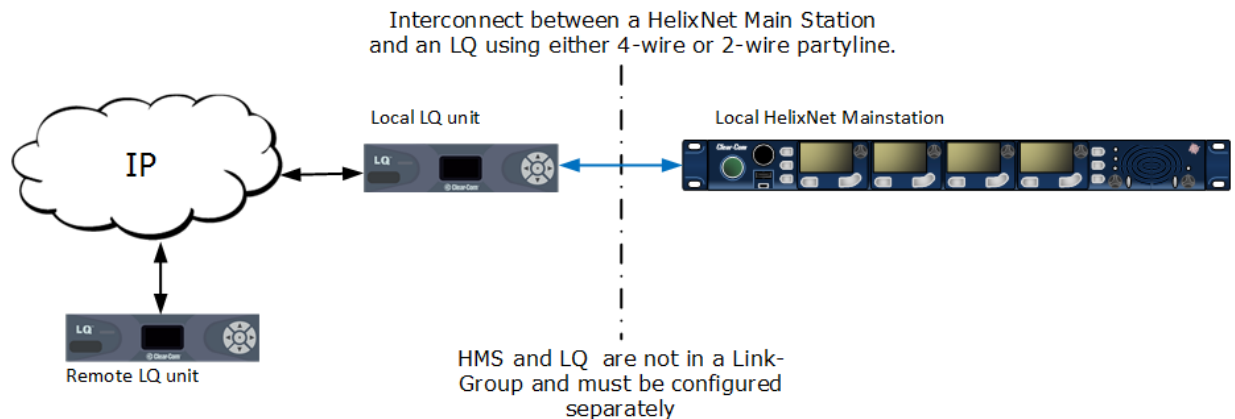 Interconnect between a HelixNet Main Station
and an LQ using either 4-wire or 2-wire partyline.
Local LQ unit
Local HelixNet Mainstation
IP
LQ
Clear-Com
Clear-Com
LQ
Clear-Com
Remote LQ unit
HMS and LQ are not in a Link-
Group and must be configured
separately